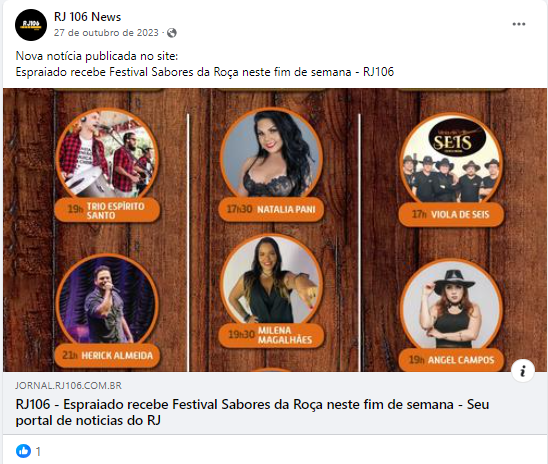 RJ106
RJ 106 News
27 de outubro de 2023 ·
Nova notícia publicada no site:
Espraiado recebe Festival Sabores da Roça neste fim de semana - RJ106
19h TRIO ESPÍRITO
SANTO
17h30 NATALIA PANI
SEIS
17h VIOLA DE SEIS
21h HERICK ALMEIDA
19h30 MILENA
MAGALHÃES
19h ANGEL CAMPOS
JORNAL.RJ106.COM.BR
RJ106 - Espraiado recebe Festival Sabores da Roça neste fim de semana - Seu
portal de noticias do RJ
1